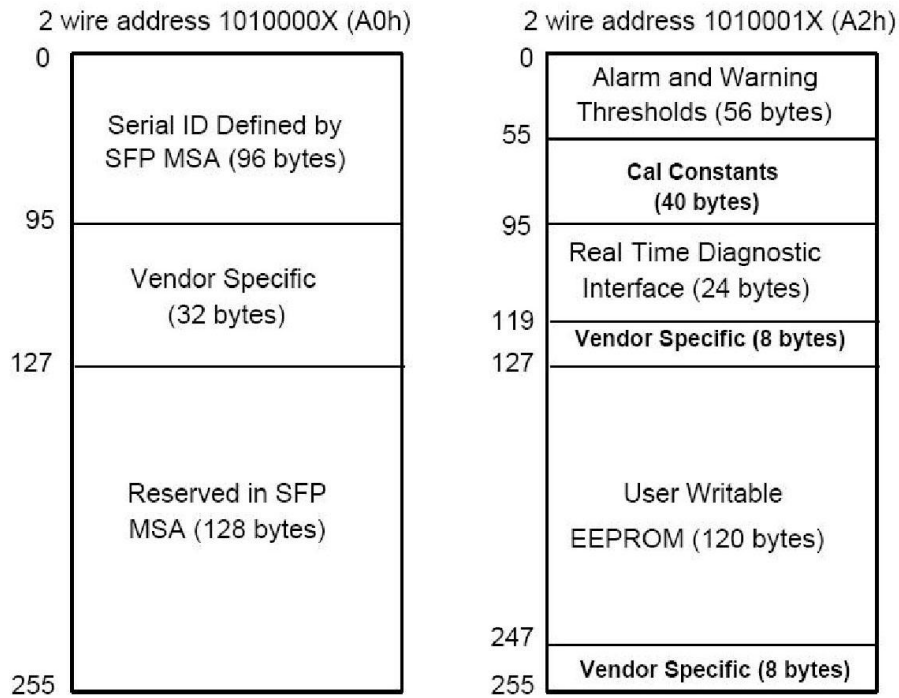 2 wire address 1010000X (A0h)
0
Serial ID Defined by
SFP MSA (96 bytes)
95
Vendor Specific
(32 bytes)
127
Reserved in SFP
MSA (128 bytes)
255
2 wire address 1010001X (A2h)
0
Alarm and Warning
Thresholds (56 bytes)
55
Cal Constants
(40 bytes)
95
Real Time Diagnostic
Interface (24 bytes)
119
Vendor Specific (8 bytes)
127
User Writable
EEPROM (120 bytes)
247
Vendor Specific (8 bytes)
255